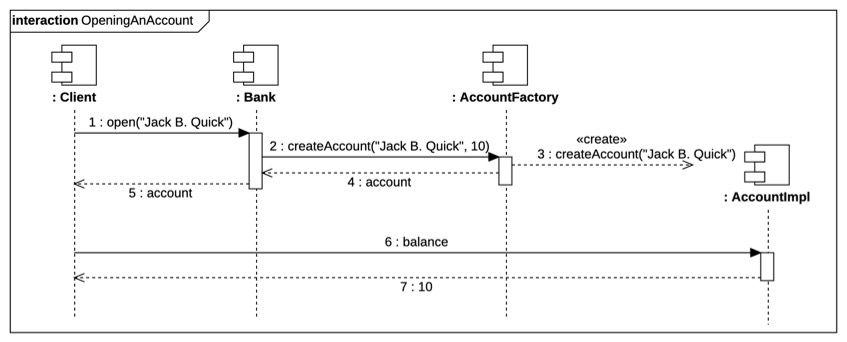 interaction OpeningAnAccount
: Client
: Bank
: AccountFactory
1 : open("Jack B. Quick")
2 : createAccount("Jack B. Quick", 10)
«create»
3 : createAccount("Jack B. Quick")
4 : account
5 : account
: AccountImpl
6 : balance
7 : 10